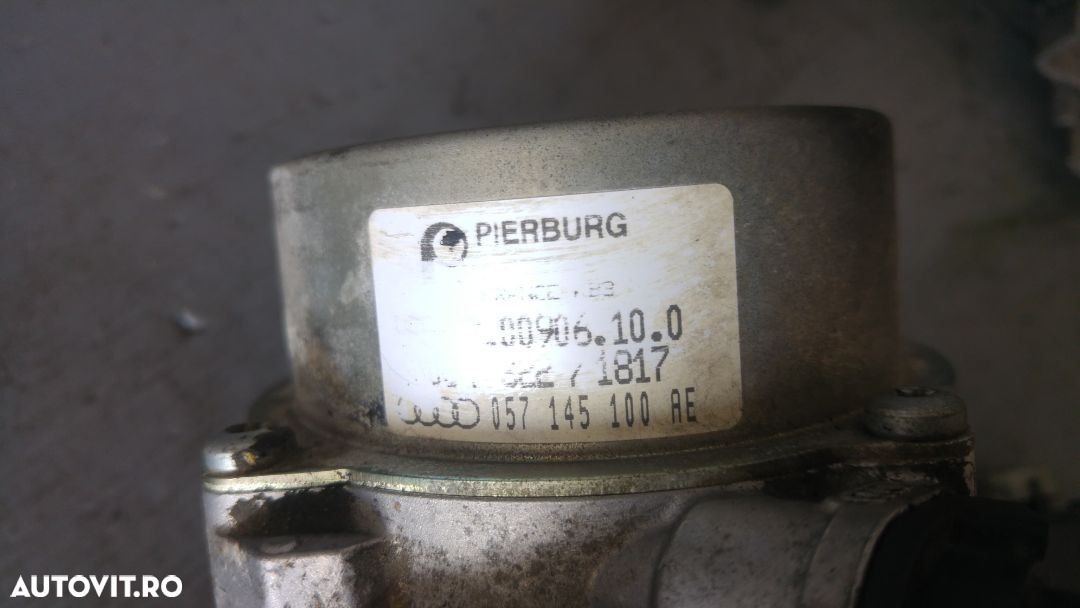 PIERBURG
00906.10.0
/ 1817
057 145 100 AE
AUTOVIT.RO